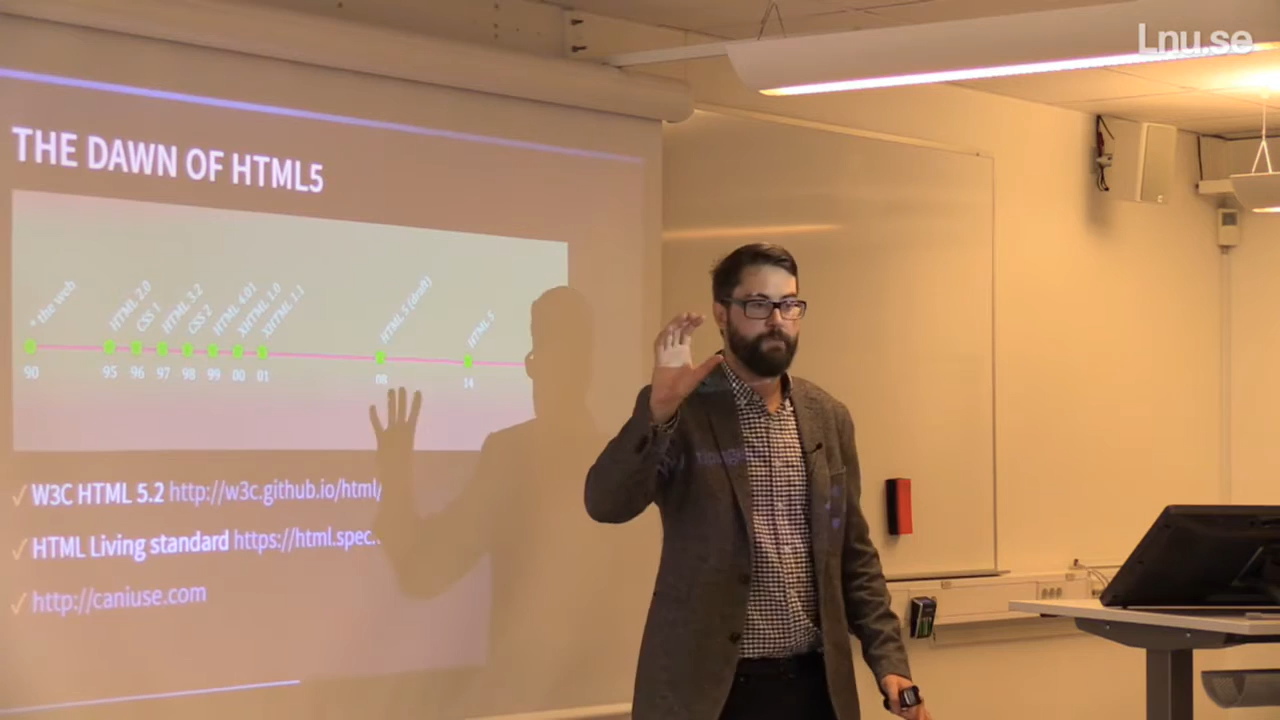 Lnu.se
THE DAWN OF HTML5
* the web
HTML 2.0
CSS 1
HTML 3.2
CSS 2
HTML 4.01
XHTML 1.0
XHTML 1.1
HTML 5 (draft)
HTML 5
90 95 96 97 98 99 00 01 08 14
✓ W3C HTML 5.2 http://w3c.github.io/html/
✓ HTML Living standard https://html.spec.
✓ http://caniuse.com